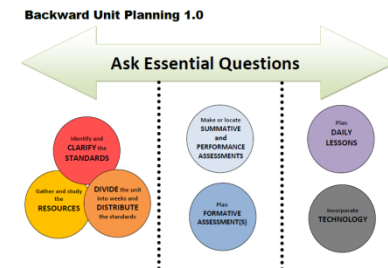 Backward Unit Planning 1.0
Ask Essential Questions
Identify and
CLARIFY the
STANDARDS
Gather and study
the
RESOURCES
DIVIDE the unit
into weeks and
DISTRIBUTE
the standards
Make or locate
SUMMATIVE
and
PERFORMANCE
ASSESSMENTS
Plan
FORMATIVE
ASSESSMENT(S)
Plan
DAILY
LESSONS
Incorporate
TECHNOLOGY